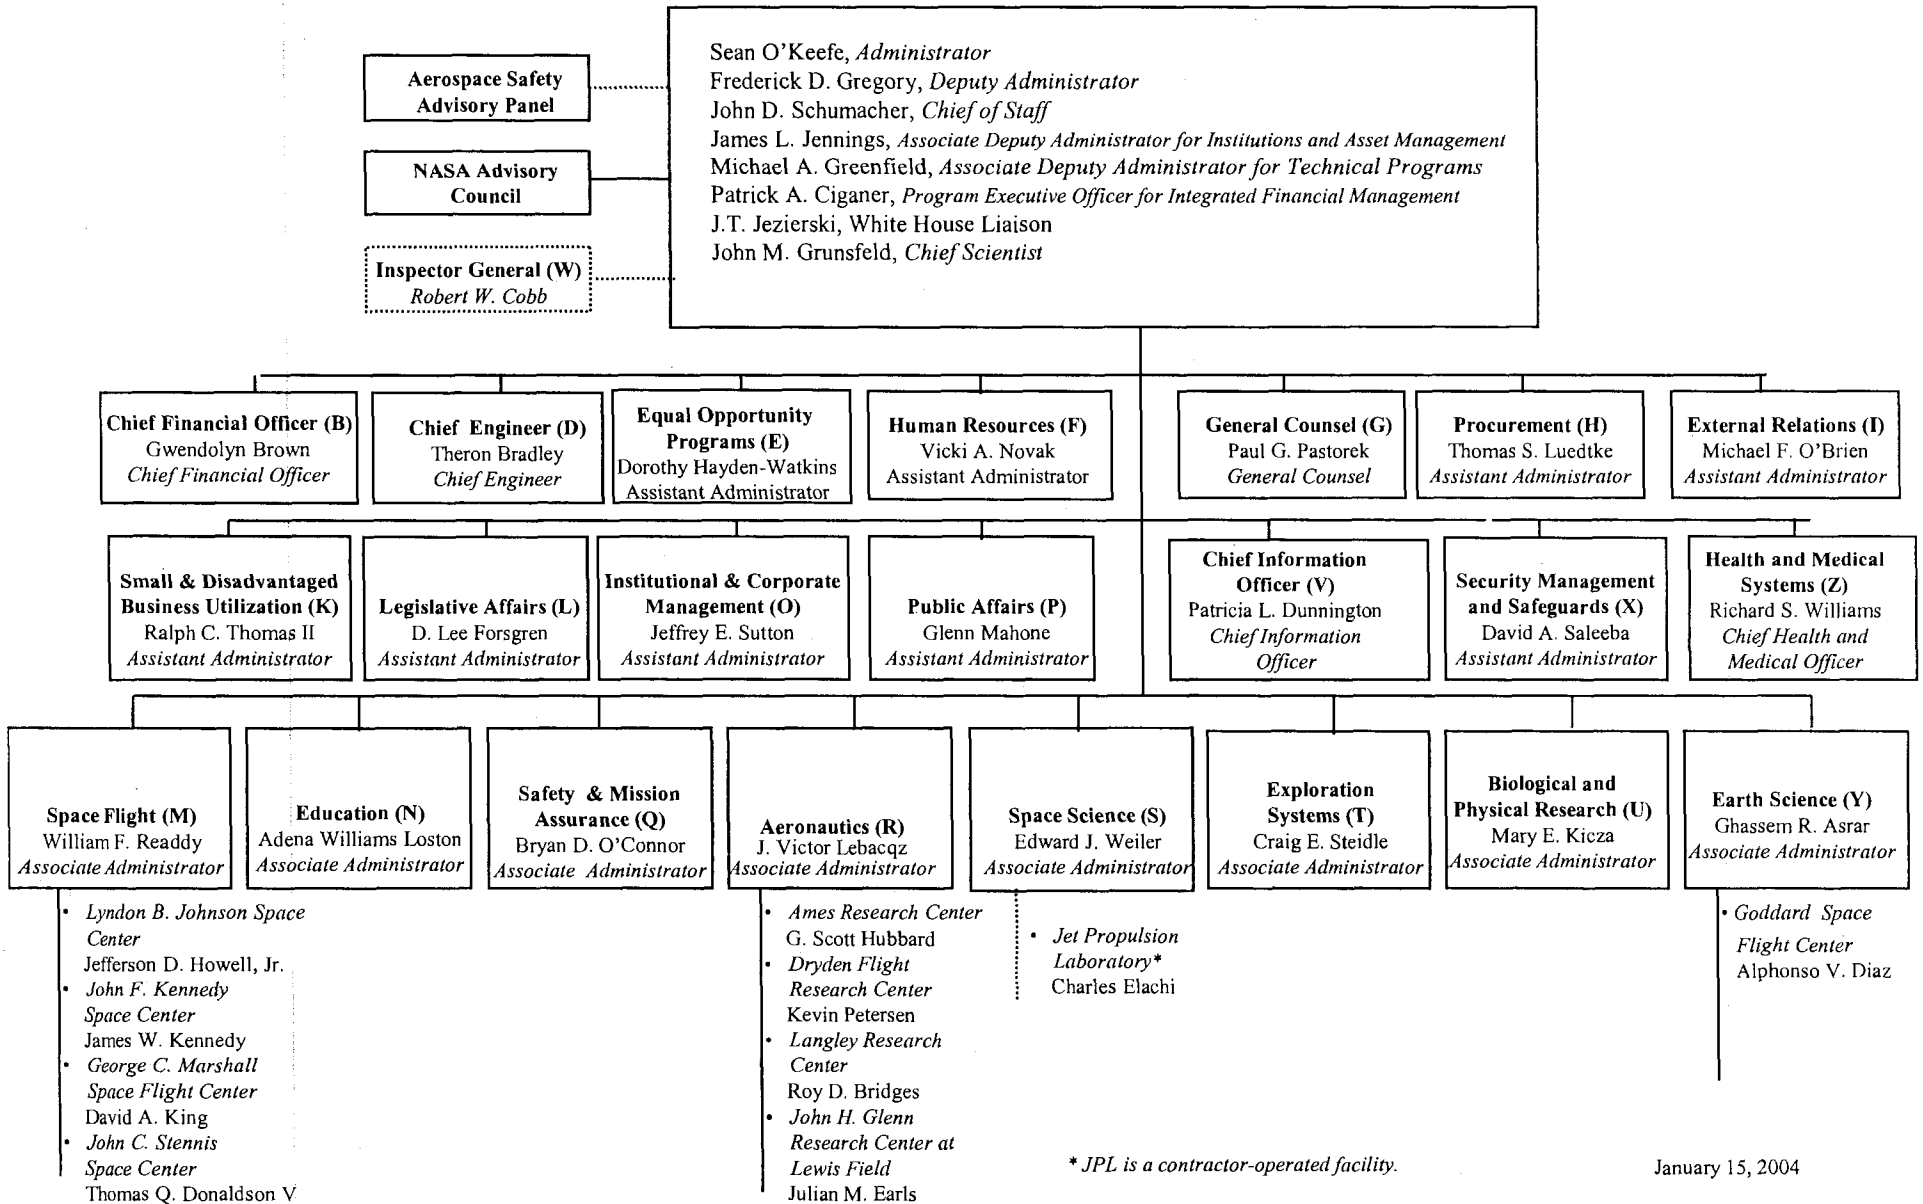 Aerospace Safety
Advisory Panel
NASA Advisory
Council
Inspector General (W)
Robert W. Cobb
Sean O'Keefe, Administrator
Frederick D. Gregory, Deputy Administrator
John D. Schumacher, Chief of Staff
James L. Jennings, Associate Deputy Administrator for Institutions and Asset Management
Michael A. Greenfield, Associate Deputy Administrator for Technical Programs
Patrick A. Ciganer, Program Executive Officer for Integrated Financial Management
J.T. Jezierski, White House Liaison
John M. Grunsfeld, Chief Scientist
Chief Financial Officer (B)
Gwendolyn Brown
Chief Financial Officer
Chief Engineer (D)
Theron Bradley
Chief Engineer
Equal Opportunity
Programs (E)
Dorothy Hayden-Watkins
Assistant Administrator
Human Resources (F)
Vicki A. Novak
Assistant Administrator
General Counsel (G)
Paul G. Pastorek
General Counsel
Procurement (H)
Thomas S. Luedtke
Assistant Administrator
External Relations (I)
Michael F. O'Brien
Assistant Administrator
Small & Disadvantaged
Business Utilization (K)
Ralph C. Thomas II
Assistant Administrator
Legislative Affairs (L)
D. Lee Forsgren
Assistant Administrator
Institutional & Corporate
Management (O)
Jeffrey E. Sutton
Assistant Administrator
Public Affairs (P)
Glenn Mahone
Assistant Administrator
Chief Information
Officer (V)
Patricia L. Dunnington
Chief Information
Officer
Security Management
and Safeguards (X)
David A. Saleeba
Assistant Administrator
Health and Medical
Systems (Z)
Richard S. Williams
Chief Health and
Medical Officer
Space Flight (M)
William F. Readdy
Associate Administrator
Education (N)
Adena Williams Loston
Associate Administrator
Safety & Mission
Assurance (Q)
Bryan D. O'Connor
Associate Administrator
Aeronautics (R)
J. Victor Lebacqz
Associate Administrator
Space Science (S)
Edward J. Weiler
Associate Administrator
Exploration
Systems (T)
Craig E. Steidle
Associate Administrator
Biological and
Physical Research (U)
Mary E. Kicza
Associate Administrator
Earth Science (Y)
Ghassem R. Asrar
Associate Administrator
• Lyndon B. Johnson Space
Center
Jefferson D. Howell, Jr.
• John F. Kennedy
Space Center
James W. Kennedy
• George C. Marshall
Space Flight Center
David A. King
• John C. Stennis
Space Center
Thomas Q. Donaldson V
• Ames Research Center
G. Scott Hubbard
• Dryden Flight
Research Center
Kevin Petersen
• Langley Research
Center
Roy D. Bridges
• John H. Glenn
Research Center at
Lewis Field
Julian M. Earls
• Jet Propulsion
Laboratory*
Charles Elachi
• Goddard Space
Flight Center
Alphonso V. Diaz
* JPL is a contractor-operated facility.
January 15, 2004